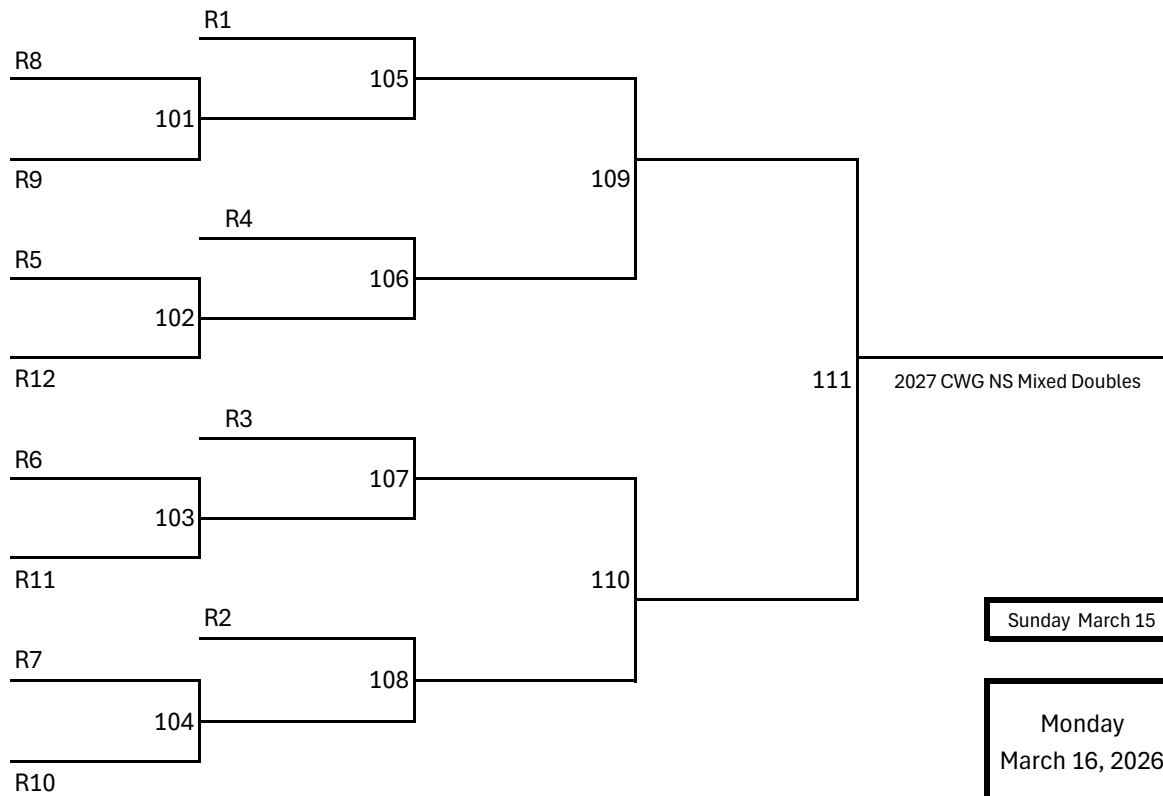 R1
R8
105
101
R9
109
R4
R5
106
102
R12
111
2027 CWG NS Mixed Doubles
R3
R6
107
103
R11
110
R2
Sunday March 15
R7
108
104
Monday
March 16, 2026
R10